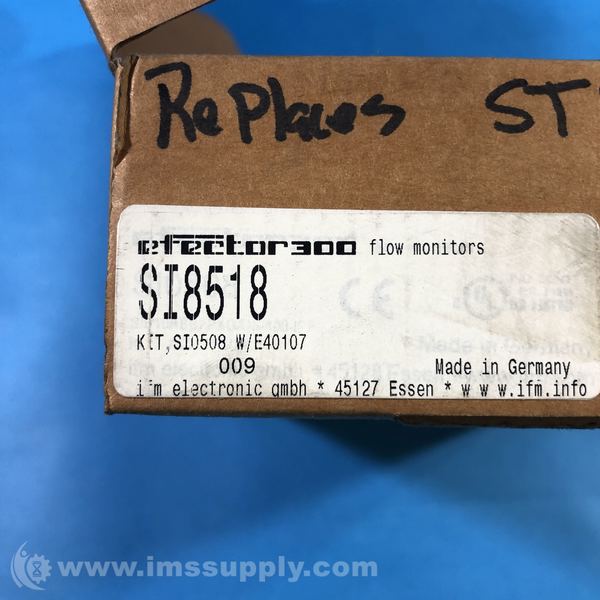 Replaces ST
efector300 flow monitors
SI8518
KIT,SI0508 W/E40107
009 Made in Germany
ifm electronic gmbh * 45127 Essen * www.ifm.info
www.imssupply.com